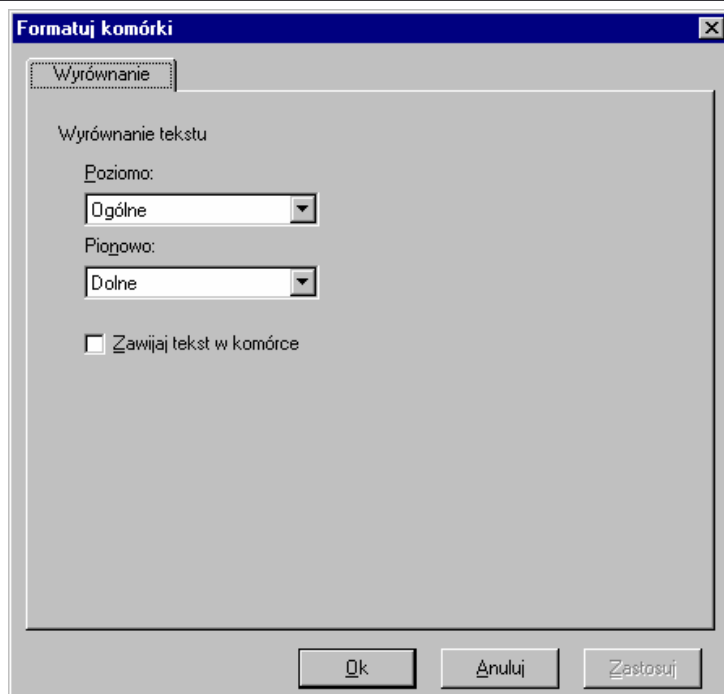 Formatuj komórki
Wyrównanie
Wyrównanie tekstu
Poziomo:
Ogólne
Pionowo:
Dolne
Zawijaj tekst w komórce
Ok Anuluj Zastosuj